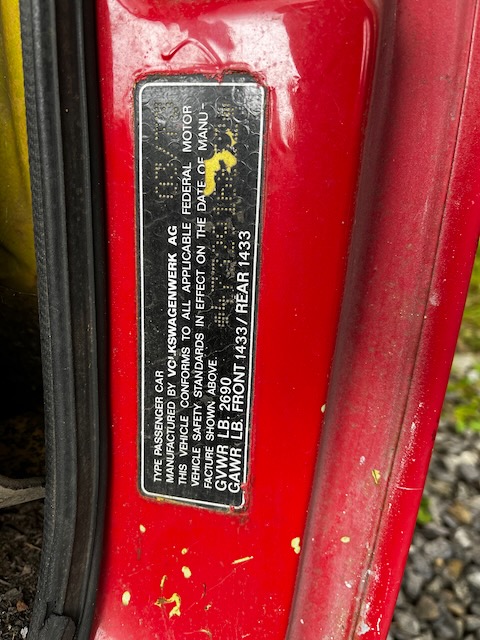 TYPE PASSENGER CAR
MANUFACTURED BY VOLKSWAGENWERK AG
THIS VEHICLE CONFORMS TO ALL APPLICABLE FEDERAL MOTOR
VEHICLE SAFETY STANDARDS IN EFFECT ON THE DATE OF MANU-
FACTURE SHOWN ABOVE
GVWR LB. 2690
GAWR LB. FRONT 1433/REAR 1433